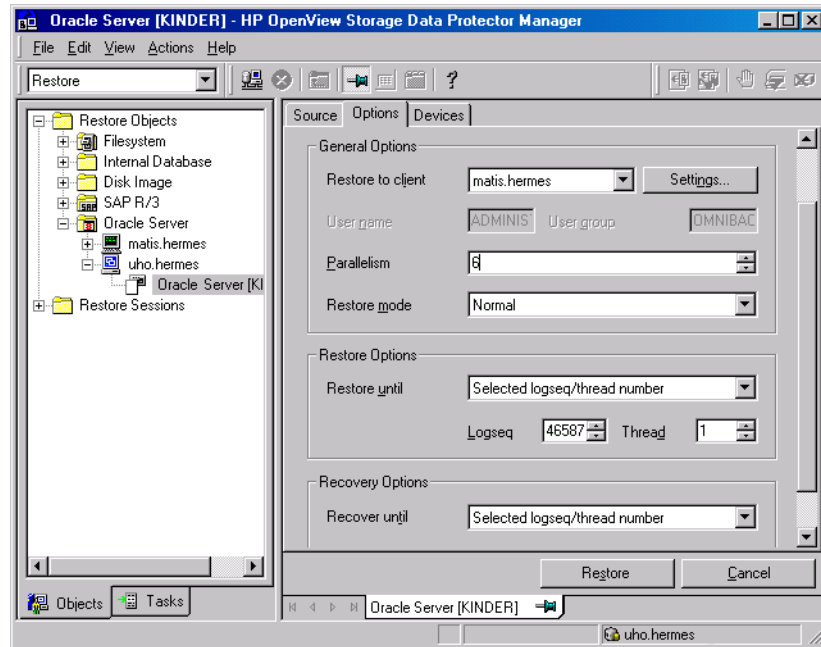 Oracle Server [KINDER] - HP OpenView Storage Data Protector Manager
File Edit View Actions Help
Restore
Restore Objects
Filesystem
Internal Database
Disk Image
SAP R/3
Oracle Server
matis.hermes
uho.hermes
Oracle Server [KI
Restore Sessions
Objects Tasks
Source Options Devices
General Options
Restore to client matis.hermes Settings...
User name ADMINIS User group OMNIBAC
Parallelism 6
Restore mode Normal
Restore Options
Restore until Selected logseq/thread number
Logseq 46587 Thread 1
Recovery Options
Recover until Selected logseq/thread number
Restore Cancel
Oracle Server [KINDER]
uho.hermes